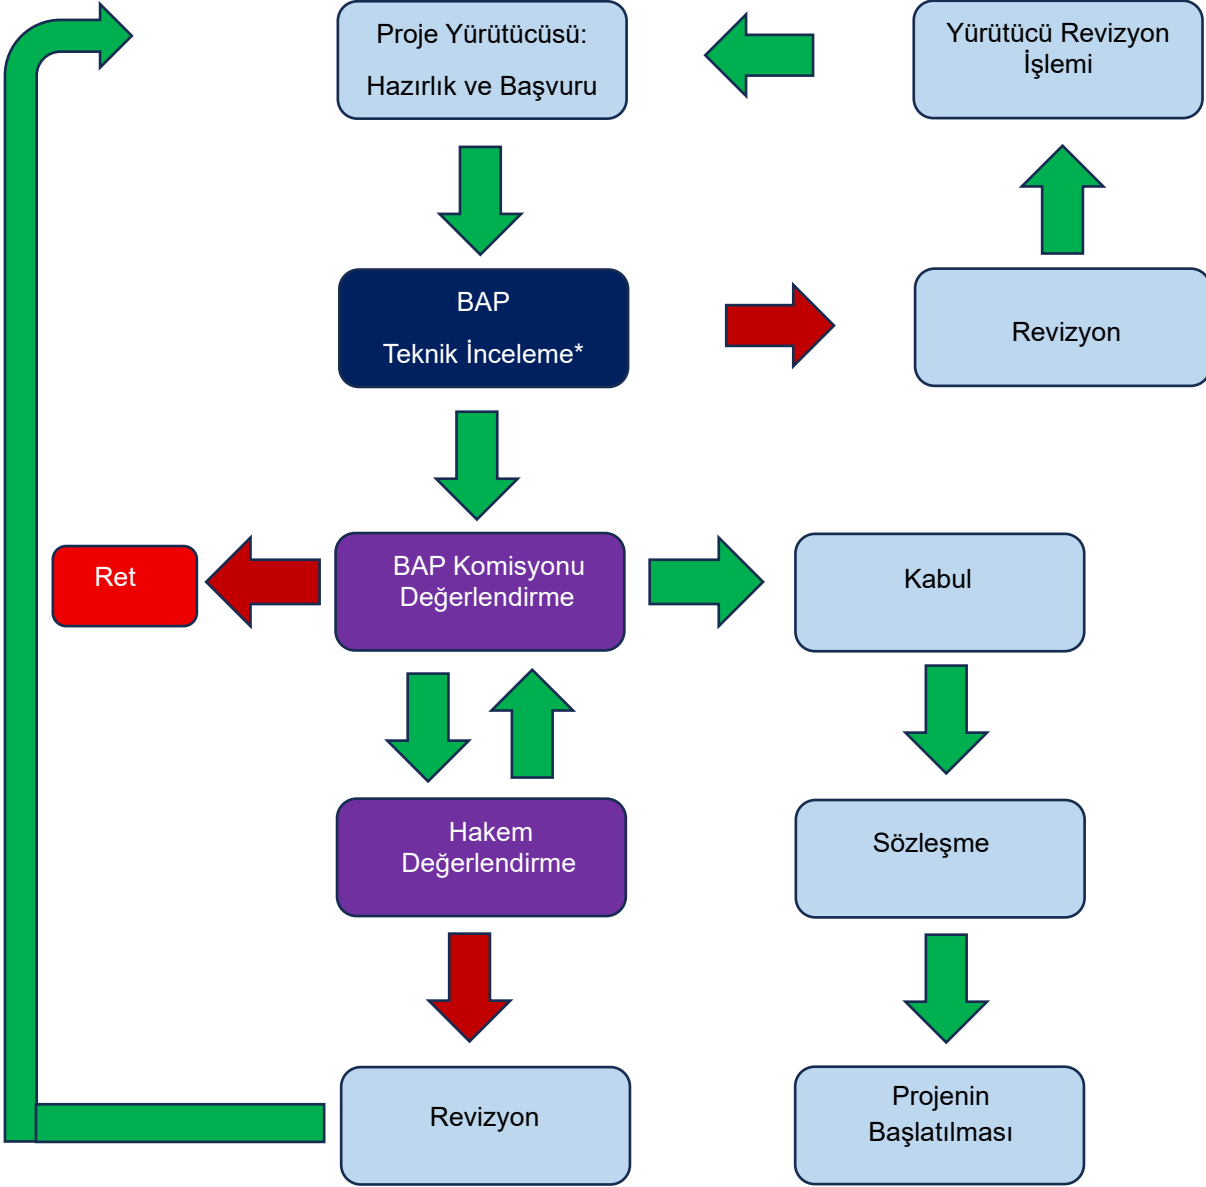 Proje Yürütücüsü:
Hazırlık ve Başvuru
Yürütücü Revizyon
İşlemi
BAP
Teknik İnceleme*
Revizyon
Ret
BAP Komisyonu
Değerlendirme
Kabul
Hakem
Değerlendirme
Sözleşme
Revizyon
Projenin
Başlatılması